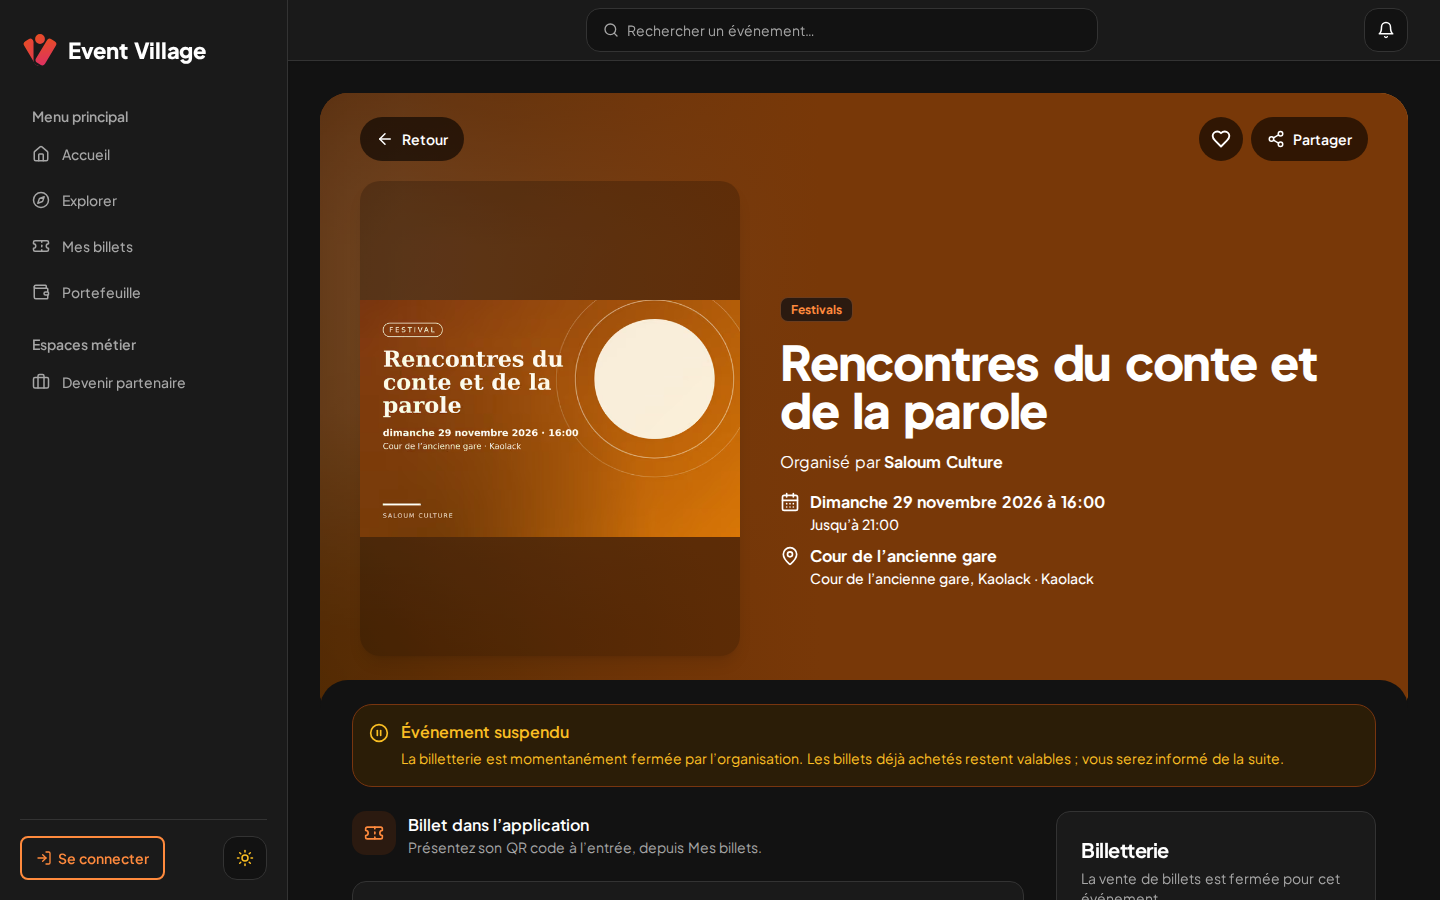 Event Village
Rechercher un événement...
Menu principal
Accueil
Explorer
Mes billets
Portefeuille
Espaces métier
Devenir partenaire
Se connecter
Retour
Partager
FESTIVAL
Rencontres du
conte et de la
parole
dimanche 29 novembre 2026 · 16:00
Cour de l’ancienne gare · Kaolack
SALOUM CULTURE
Festivals
Rencontres du conte et
de la parole
Organisé par Saloum Culture
Dimanche 29 novembre 2026 à 16:00
Jusqu’à 21:00
Cour de l’ancienne gare
Cour de l’ancienne gare, Kaolack · Kaolack
Événement suspendu
La billetterie est momentanément fermée par l’organisation. Les billets déjà achetés restent valables ; vous serez informé de la suite.
Billet dans l’application
Présentez son QR code à l’entrée, depuis Mes billets.
Billetterie
La vente de billets est fermée pour cet
événement.